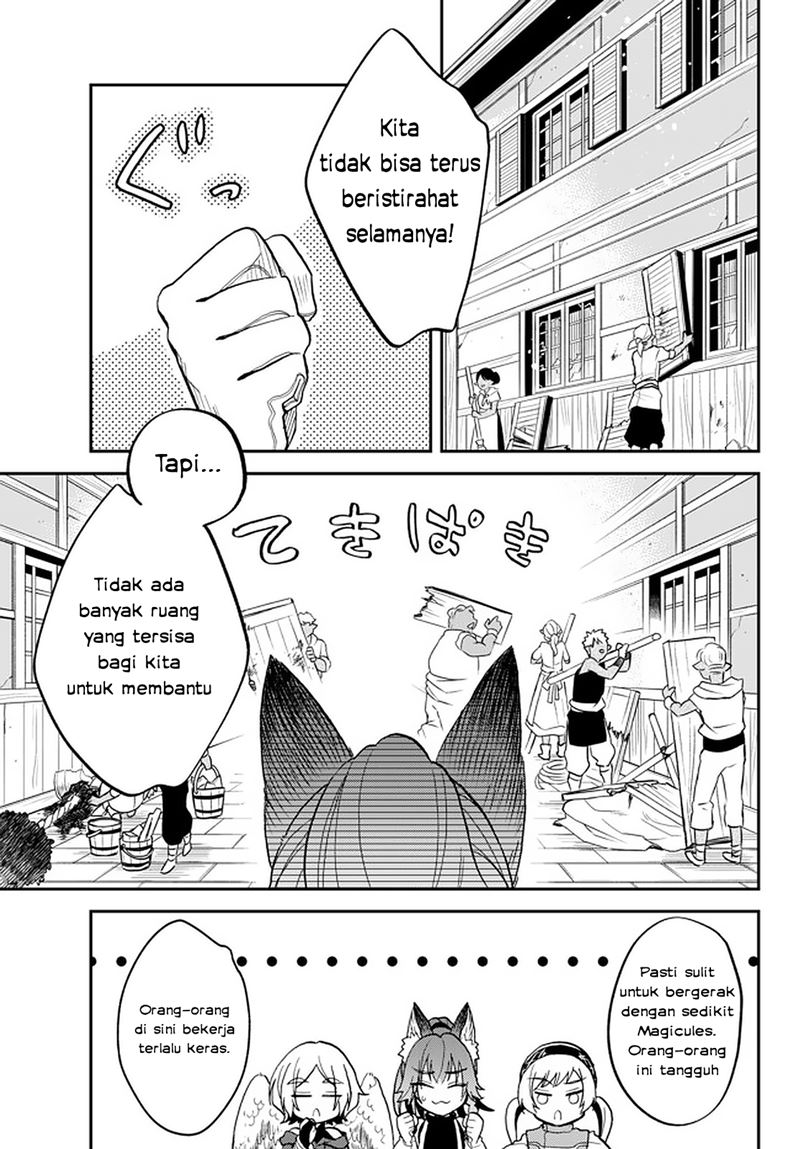 Kita
tidak bisa terus
beristirahat
selamanya!
ぐっ
Tapi...
Tidak ada
banyak ruang
yang tersisa
bagi kita
untuk membantu
てきぱき
Pasti sulit
untuk bergerak
dengan sedikit
Magicules.
Orang-orang
ini tangguh
Orang-orang
di sini bekerja
terlalu keras.